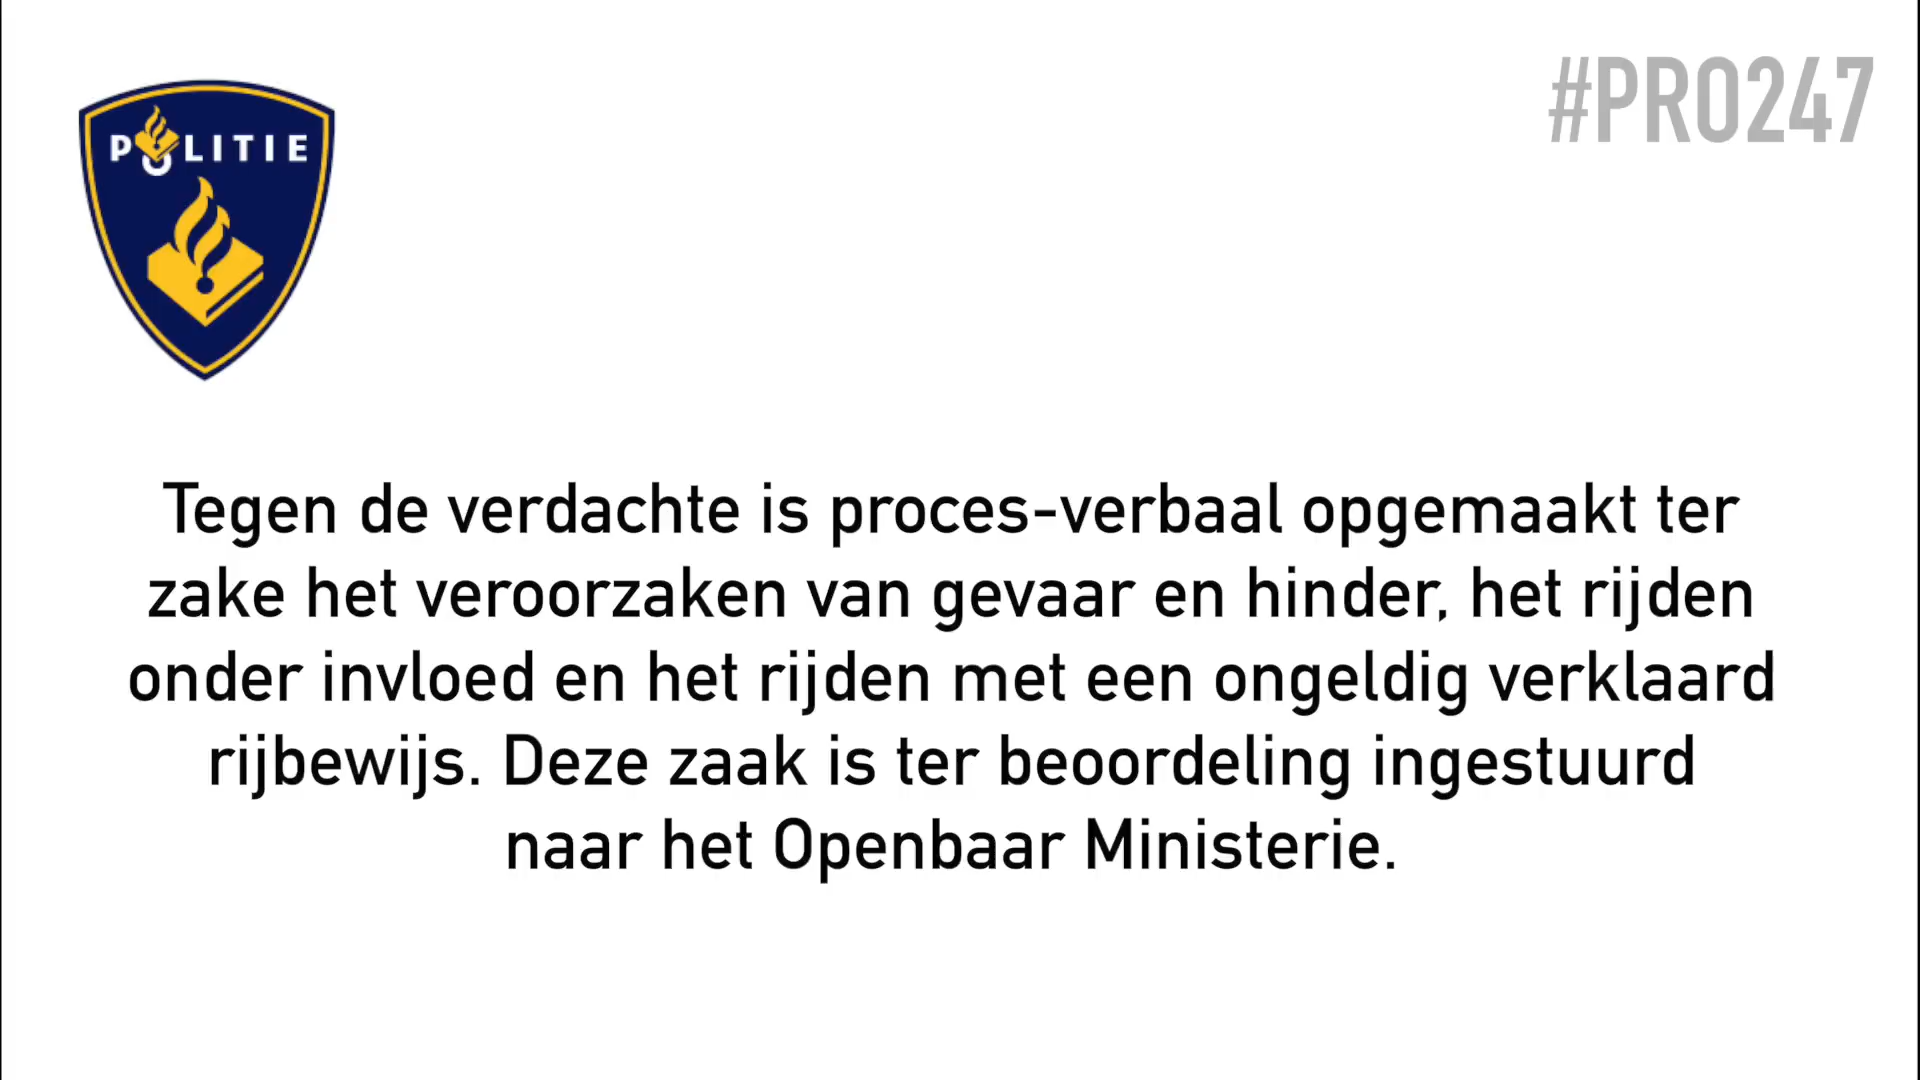 POLITIE
#PRO247
Tegen de verdachte is proces-verbaal opgemaakt ter
zake het veroorzaken van gevaar en hinder, het rijden
onder invloed en het rijden met een ongeldig verklaard
rijbewijs. Deze zaak is ter beoordeling ingestuurd
naar het Openbaar Ministerie.